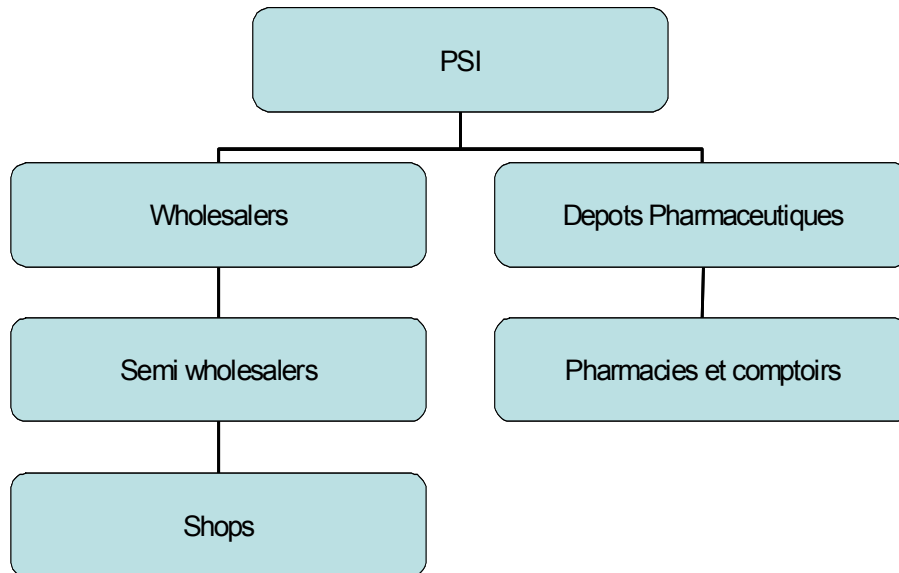 PSI
Wholesalers
Depots Pharmaceutiques
Semi wholesalers
Pharmacies et comptoirs
Shops